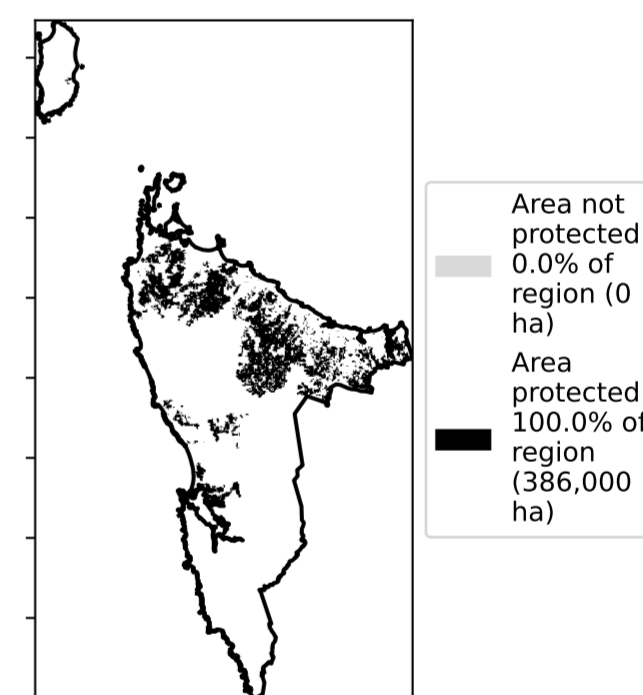 Area not
protected
0.0% of
region (0
ha)
Area
protected
100.0% of
region
(386,000
ha)